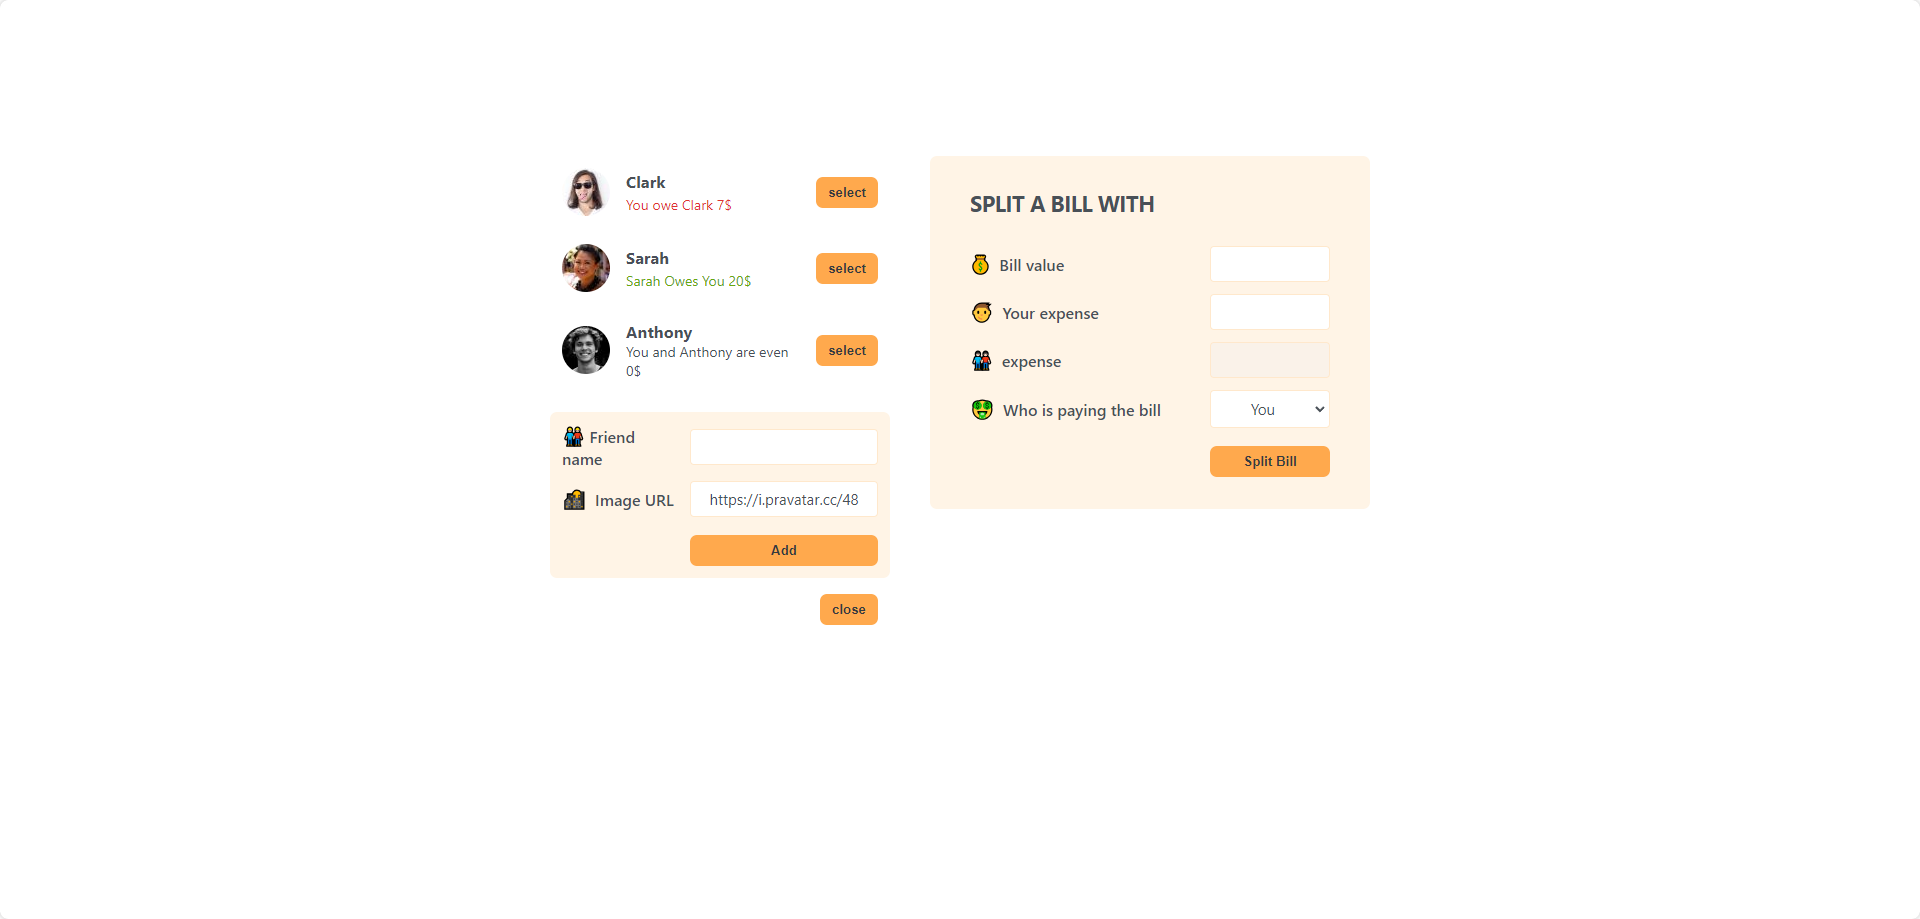 Clark
You owe Clark 7$
select
Sarah
Sarah Owes You 20$
select
Anthony
You and Anthony are even
0$
select
Friend
name
Image URL
https://i.pravatar.cc/48
Add
close
SPLIT A BILL WITH
Bill value
Your expense
expense
Who is paying the bill
You
Split Bill